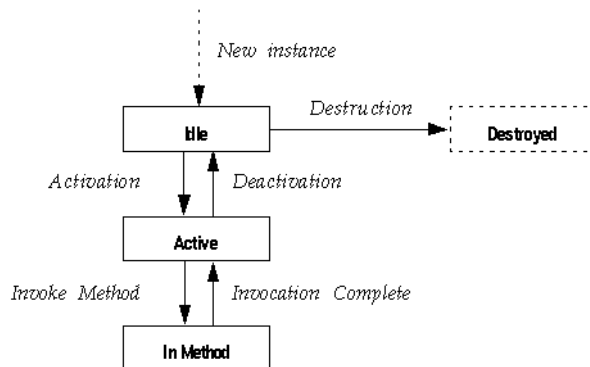 New instance
Destruction
Idle
Destroyed
Activation
Deactivation
Active
Invoke Method
Invocation Complete
In Method